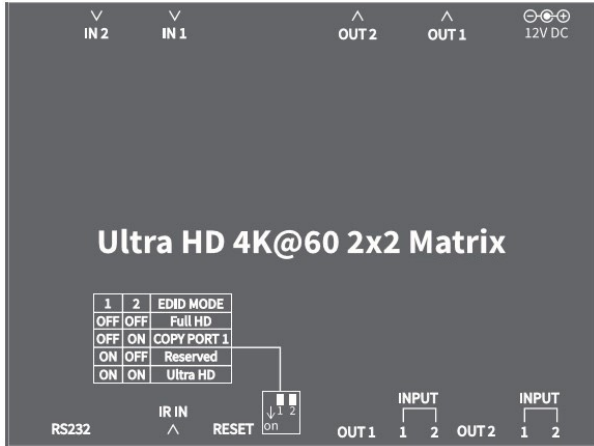 IN 2 IN 1 OUT 2 OUT 1 12V DC
Ultra HD 4K@60 2x2 Matrix
1 2 EDID MODE
OFF OFF Full HD
OFF ON COPY PORT 1
ON OFF Reserved
ON ON Ultra HD
1 2
on
RS232 IR IN RESET OUT 1 INPUT 1 2 OUT 2 INPUT 1 2